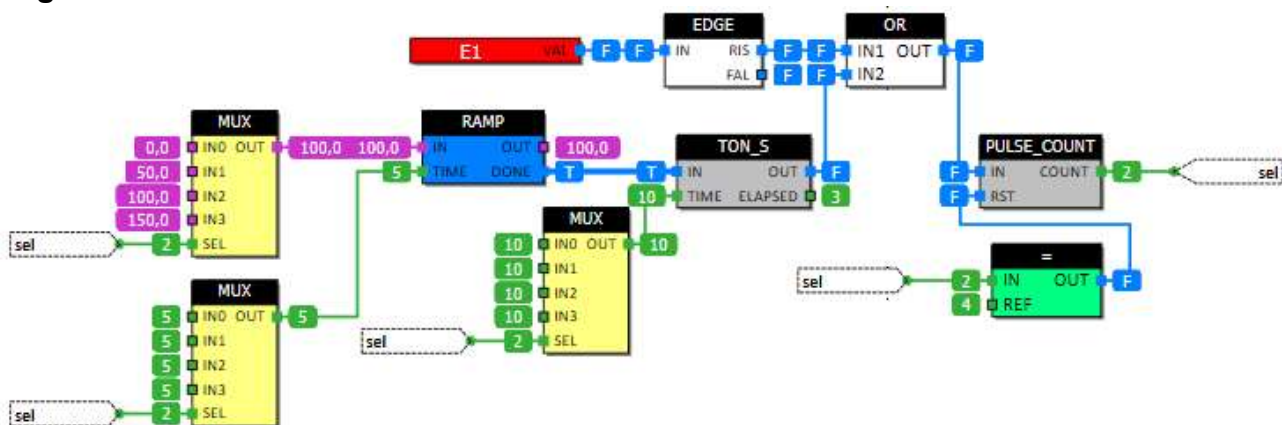 EDGE
OR
E1 VAL F F IN RIS F F IN1 OUT F
FAL F F IN2
MUX
0,0 IN0 OUT 100,0 100,0
50,0 IN1
100,0 IN2
150,0 IN3
sel 2 SEL
RAMP
IN OUT 100,0
5 TIME DONE T T
TON_S
IN OUT F
10 TIME ELAPSED 3
PULSE_COUNT
F IN COUNT 2 sel
F RST
MUX
10 IN0 OUT 10
10 IN1
10 IN2
10 IN3
sel 2 SEL
=
sel 2 IN OUT F
4 REF
MUX
5 IN0 OUT 5
5 IN1
5 IN2
5 IN3
sel 2 SEL